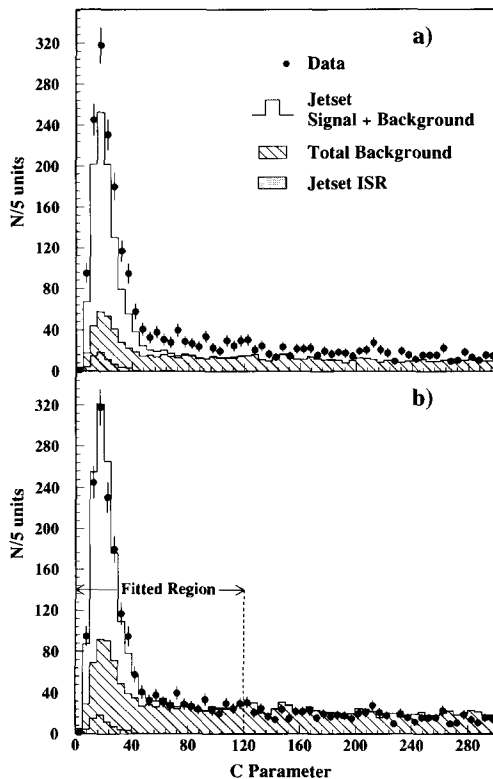 a)
Data
Jetset
Signal + Background
Total Background
Jetset ISR
N/5 units
320
280
240
200
160
120
80
40
0
b)
N/5 units
320
280
240
200
160
120
80
40
0
Fitted Region
0 40 80 120 160 200 240 280
C Parameter